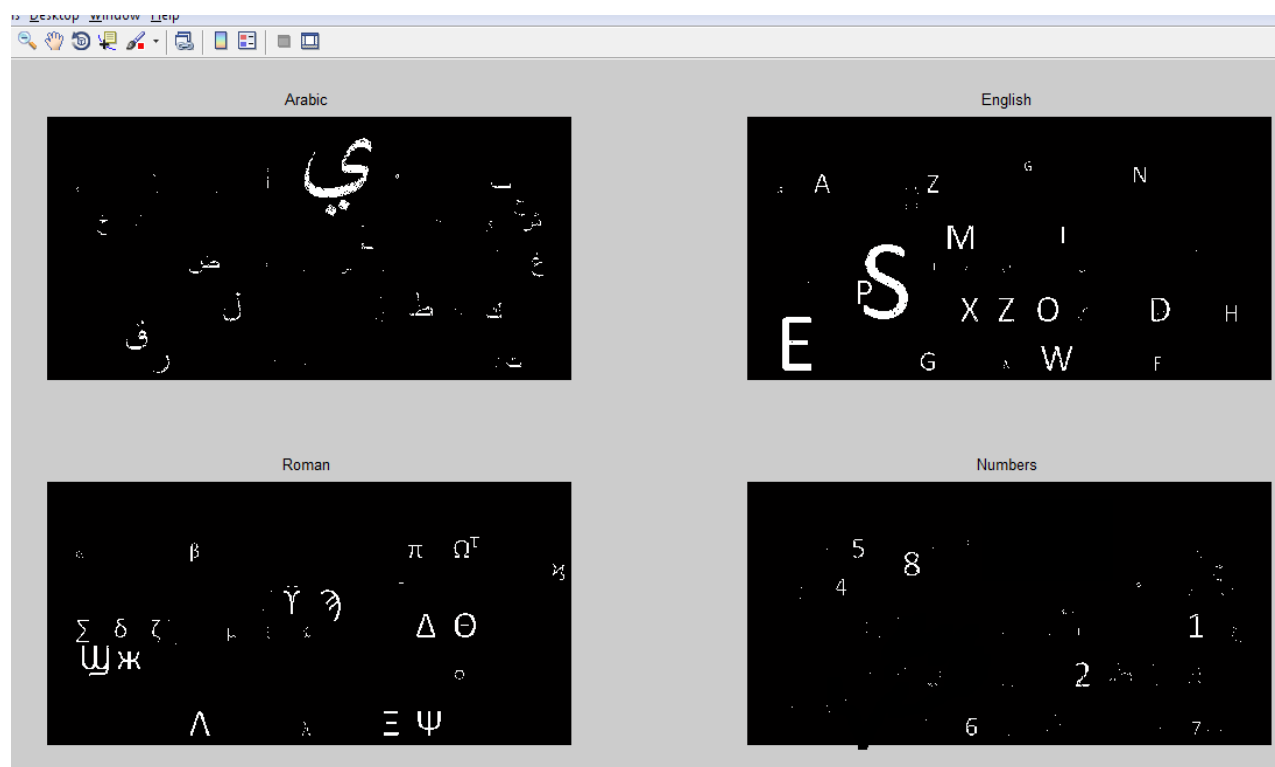 Desktop Window Help
Arabic English
ي
أ
ب
خ
ش
ض
غ
ل
ط
ك
ق
ر
ت
G
A Z N
M I
S
P
X Z O D H
E
G W F
Roman Numbers
β π Ω Τ
ϗ
ϔ Ϡ
Σ δ ζ μ Δ Θ
Щ ж
Λ λ Ξ Ψ
5
8
4
1
2
6 7